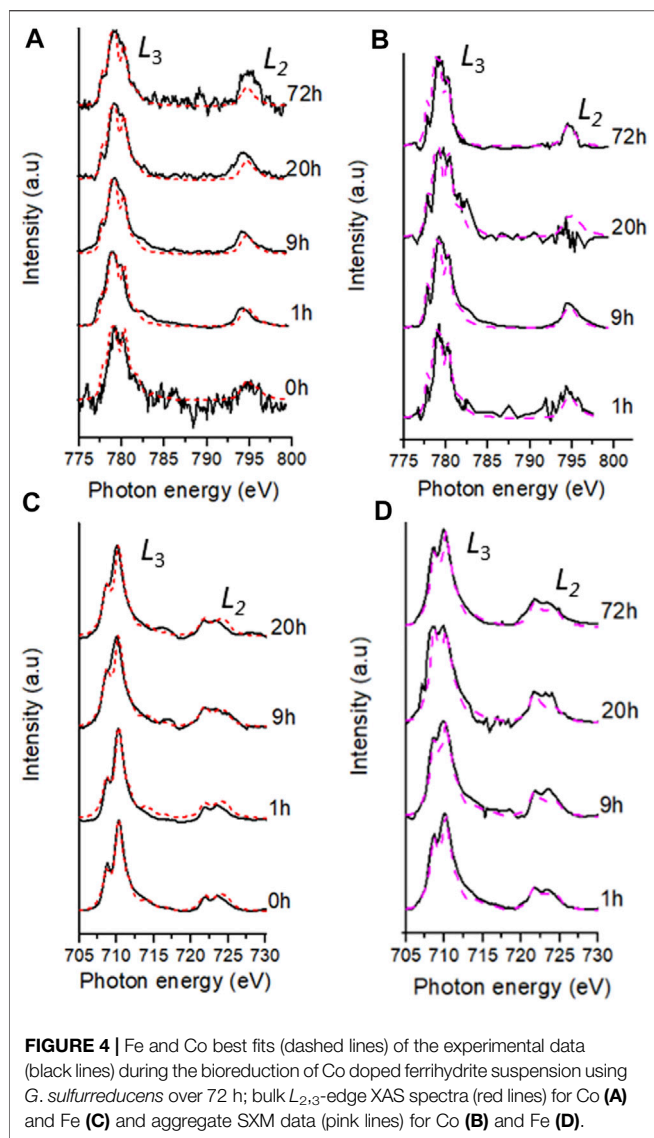 A
L3
L2
72h
20h
9h
1h
0h
Intensity (a.u)
775 780 785 790 795 800
Photon energy (eV)
B
L3
L2
72h
20h
9h
1h
Intensity (a.u)
775 780 785 790 795 800
Photon energy (eV)
C
L3
L2
20h
9h
1h
0h
Intensity (a.u)
705 710 715 720 725 730
Photon energy (eV)
D
L3
L2
72h
20h
9h
1h
Intensity (a.u)
705 710 715 720 725 730
Photon energy (eV)
FIGURE 4 | Fe and Co best fits (dashed lines) of the experimental data
(black lines) during the bioreduction of Co doped ferrihydrite suspension using
G. sulfurreducens over 72 h; bulk L2,3-edge XAS spectra (red lines) for Co (A)
and Fe (C) and aggregate SXM data (pink lines) for Co (B) and Fe (D).